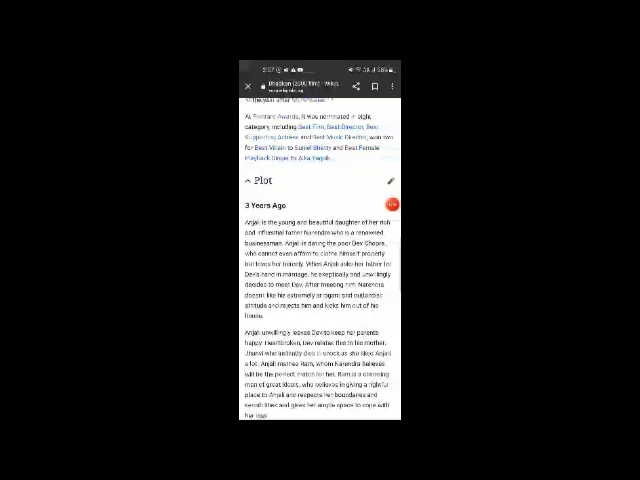 2:57
Dhadkan (2000 film) - Wikip...
At Filmfare Awards, it was nominated in eight
category, including Best Film, Best Director, Best
Supporting Actress and Best Music Director, won two
for Best Villain to Suniel Shetty and Best Female
Playback Singer to Alka Yagnik.
Plot
3 Years Ago
Anjali is the young and beautiful daughter of her rich
and influential father Narendra who is a renowned
businessman. Anjali is dating the poor Dev Chopra,
who cannot even afford to clothe himself properly
but loves her fiercely. When Anjali asks her father for
Dev's hand in marriage, he skeptically and unwillingly
decides to meet Dev. After meeting him, Narendra
doesn't like his extremely arrogant and outlandish
attitude and rejects him and kicks him out of his
house.
Anjali unwillingly leaves Dev to keep her parents
happy. Heartbroken, Dev relates this to his mother,
Jhanvi who instantly dies in shock as she liked Anjali
a lot. Anjali marries Ram, whom Narendra believes
will be the perfect match for her. Ram is a charming
man of great ideals, who believes in giving a rightful
place to Anjali and respects her boundaries and
sensibilities and gives her ample space to cope with
her loss